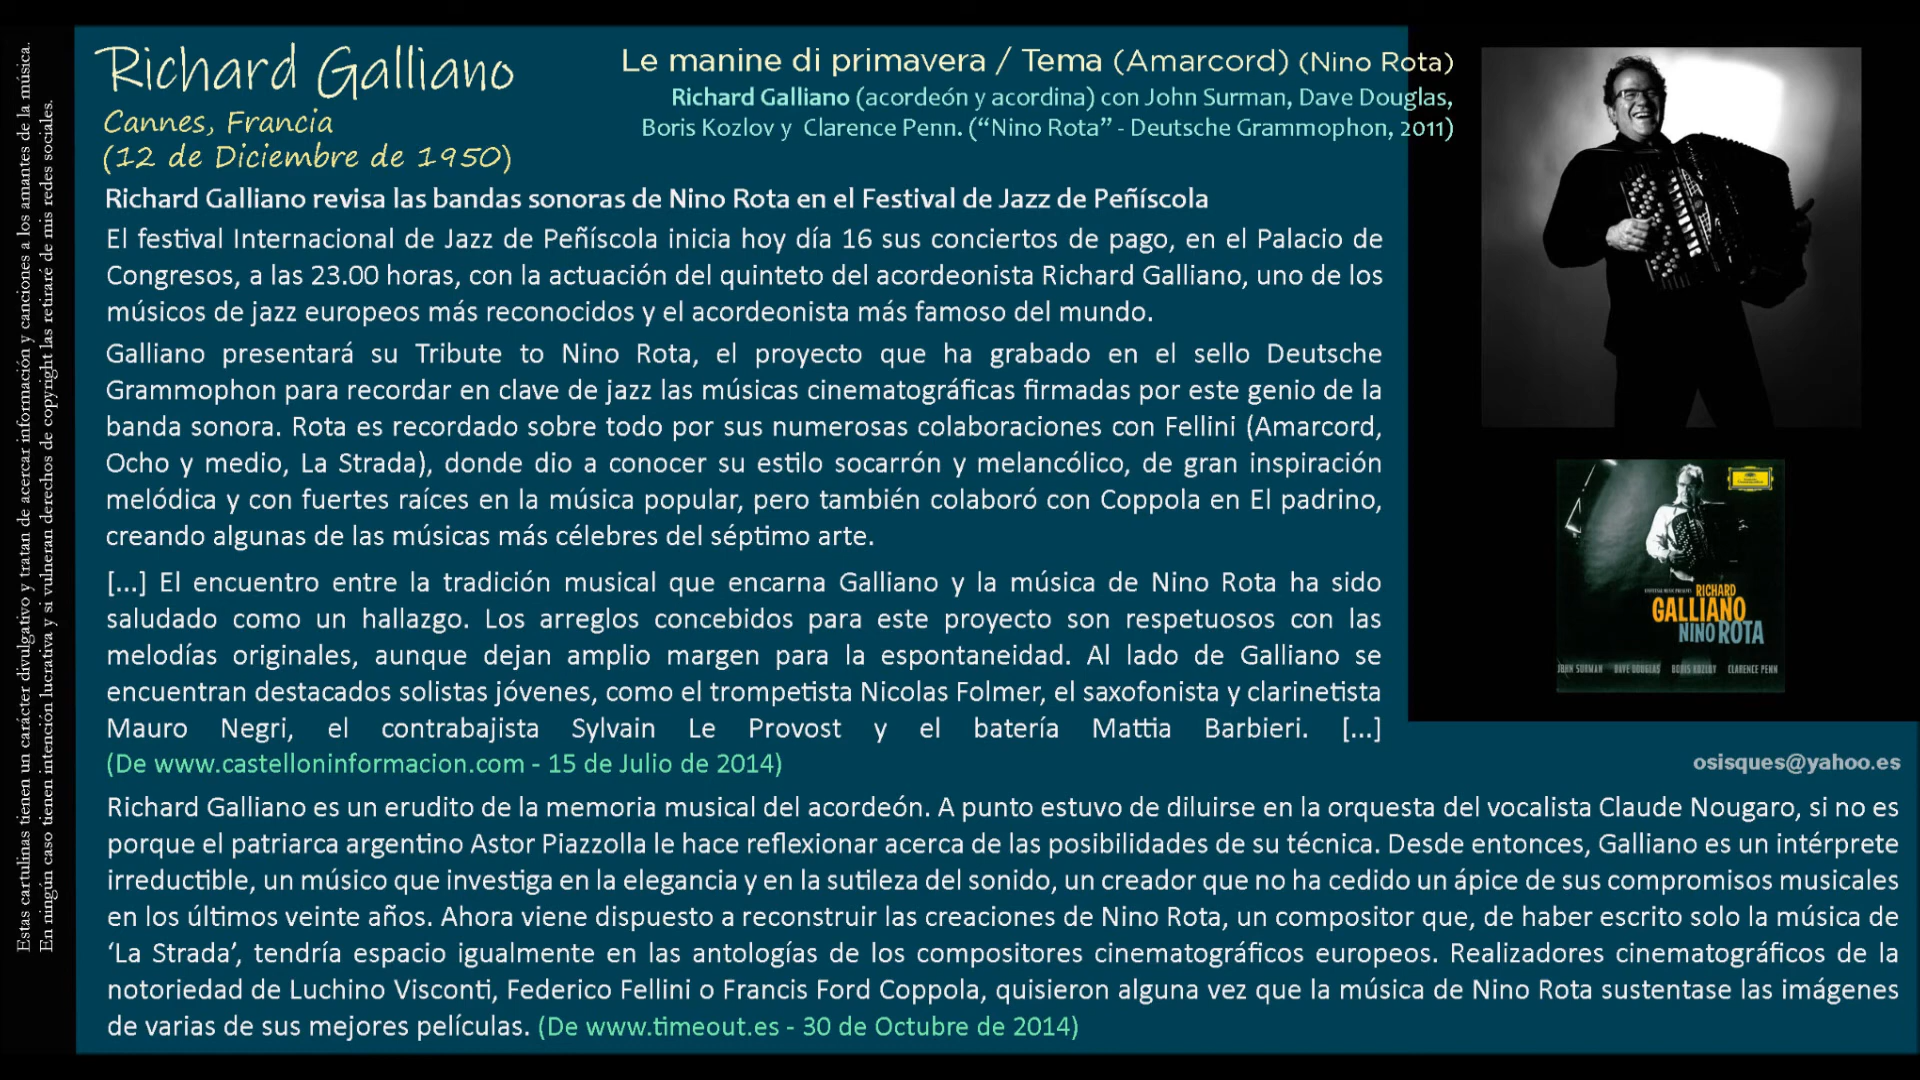 Estas cartulinas tienen un carácter divulgativo y tratan de acercar información y canciones a los amantes de la música.
En ningún caso tienen intención lucrativa y si vulneran derechos de copyright las retiraré de mis redes sociales.
Richard Galliano
Cannes, Francia
(12 de Diciembre de 1950)
Le manine di primavera / Tema (Amarcord) (Nino Rota)
Richard Galliano (acordeón y acordina) con John Surman, Dave Douglas,
Boris Kozlov y Clarence Penn. (“Nino Rota” - Deutsche Grammophon, 2011)
Richard Galliano revisa las bandas sonoras de Nino Rota en el Festival de Jazz de Peñíscola
El festival Internacional de Jazz de Peñíscola inicia hoy día 16 sus conciertos de pago, en el Palacio de
Congresos, a las 23.00 horas, con la actuación del quinteto del acordeonista Richard Galliano, uno de los
músicos de jazz europeos más reconocidos y el acordeonista más famoso del mundo.
Galliano presentará su Tribute to Nino Rota, el proyecto que ha grabado en el sello Deutsche
Grammophon para recordar en clave de jazz las músicas cinematográficas firmadas por este genio de la
banda sonora. Rota es recordado sobre todo por sus numerosas colaboraciones con Fellini (Amarcord,
Ocho y medio, La Strada), donde dio a conocer su estilo socarrón y melancólico, de gran inspiración
melódica y con fuertes raíces en la música popular, pero también colaboró con Coppola en El padrino,
creando algunas de las músicas más célebres del séptimo arte.
[...] El encuentro entre la tradición musical que encarna Galliano y la música de Nino Rota ha sido
saludado como un hallazgo. Los arreglos concebidos para este proyecto son respetuosos con las
melodías originales, aunque dejan amplio margen para la espontaneidad. Al lado de Galliano se
encuentran destacados solistas jóvenes, como el trompetista Nicolas Folmer, el saxofonista y clarinetista
Mauro Negri, el contrabajista Sylvain Le Provost y el batería Mattia Barbieri. [...]
(De www.castelloninformacion.com - 15 de Julio de 2014)
RICHARD
GALLIANO
NINO ROTA
JOHN SURMAN DAVE DOUGLAS BORIS KOZLOV CLARENCE PENN
osisques@yahoo.es
Richard Galliano es un erudito de la memoria musical del acordeón. A punto estuvo de diluirse en la orquesta del vocalista Claude Nougaro, si no es
porque el patriarca argentino Astor Piazzolla le hace reflexionar acerca de las posibilidades de su técnica. Desde entonces, Galliano es un intérprete
irreductible, un músico que investiga en la elegancia y en la sutileza del sonido, un creador que no ha cedido un ápice de sus compromisos musicales
en los últimos veinte años. Ahora viene dispuesto a reconstruir las creaciones de Nino Rota, un compositor que, de haber escrito solo la música de
‘La Strada’, tendría espacio igualmente en las antologías de los compositores cinematográficos europeos. Realizadores cinematográficos de la
notoriedad de Luchino Visconti, Federico Fellini o Francis Ford Coppola, quisieron alguna vez que la música de Nino Rota sustentase las imágenes
de varias de sus mejores películas. (De www.timeout.es - 30 de Octubre de 2014)